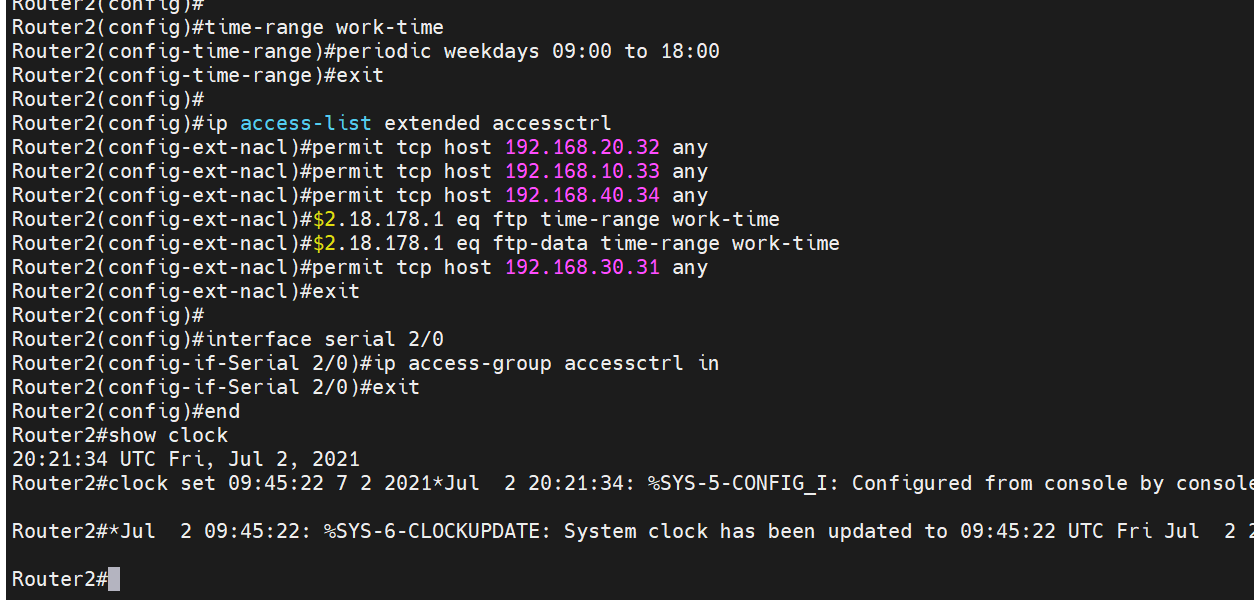 Router2(config)#
Router2(config)#time-range work-time
Router2(config-time-range)#periodic weekdays 09:00 to 18:00
Router2(config-time-range)#exit
Router2(config)#
Router2(config)#ip access-list extended accessctrl
Router2(config-ext-nacl)#permit tcp host 192.168.20.32 any
Router2(config-ext-nacl)#permit tcp host 192.168.10.33 any
Router2(config-ext-nacl)#permit tcp host 192.168.40.34 any
Router2(config-ext-nacl)#$2.18.178.1 eq ftp time-range work-time
Router2(config-ext-nacl)#$2.18.178.1 eq ftp-data time-range work-time
Router2(config-ext-nacl)#permit tcp host 192.168.30.31 any
Router2(config-ext-nacl)#exit
Router2(config)#
Router2(config)#interface serial 2/0
Router2(config-if-Serial 2/0)#ip access-group accessctrl in
Router2(config-if-Serial 2/0)#exit
Router2(config)#end
Router2#show clock
20:21:34 UTC Fri, Jul 2, 2021
Router2#clock set 09:45:22 7 2 2021*Jul  2 20:21:34: %SYS-5-CONFIG_I: Configured from console by console
Router2#*Jul  2 09:45:22: %SYS-6-CLOCKUPDATE: System clock has been updated to 09:45:22 UTC Fri Jul  2 2
Router2#